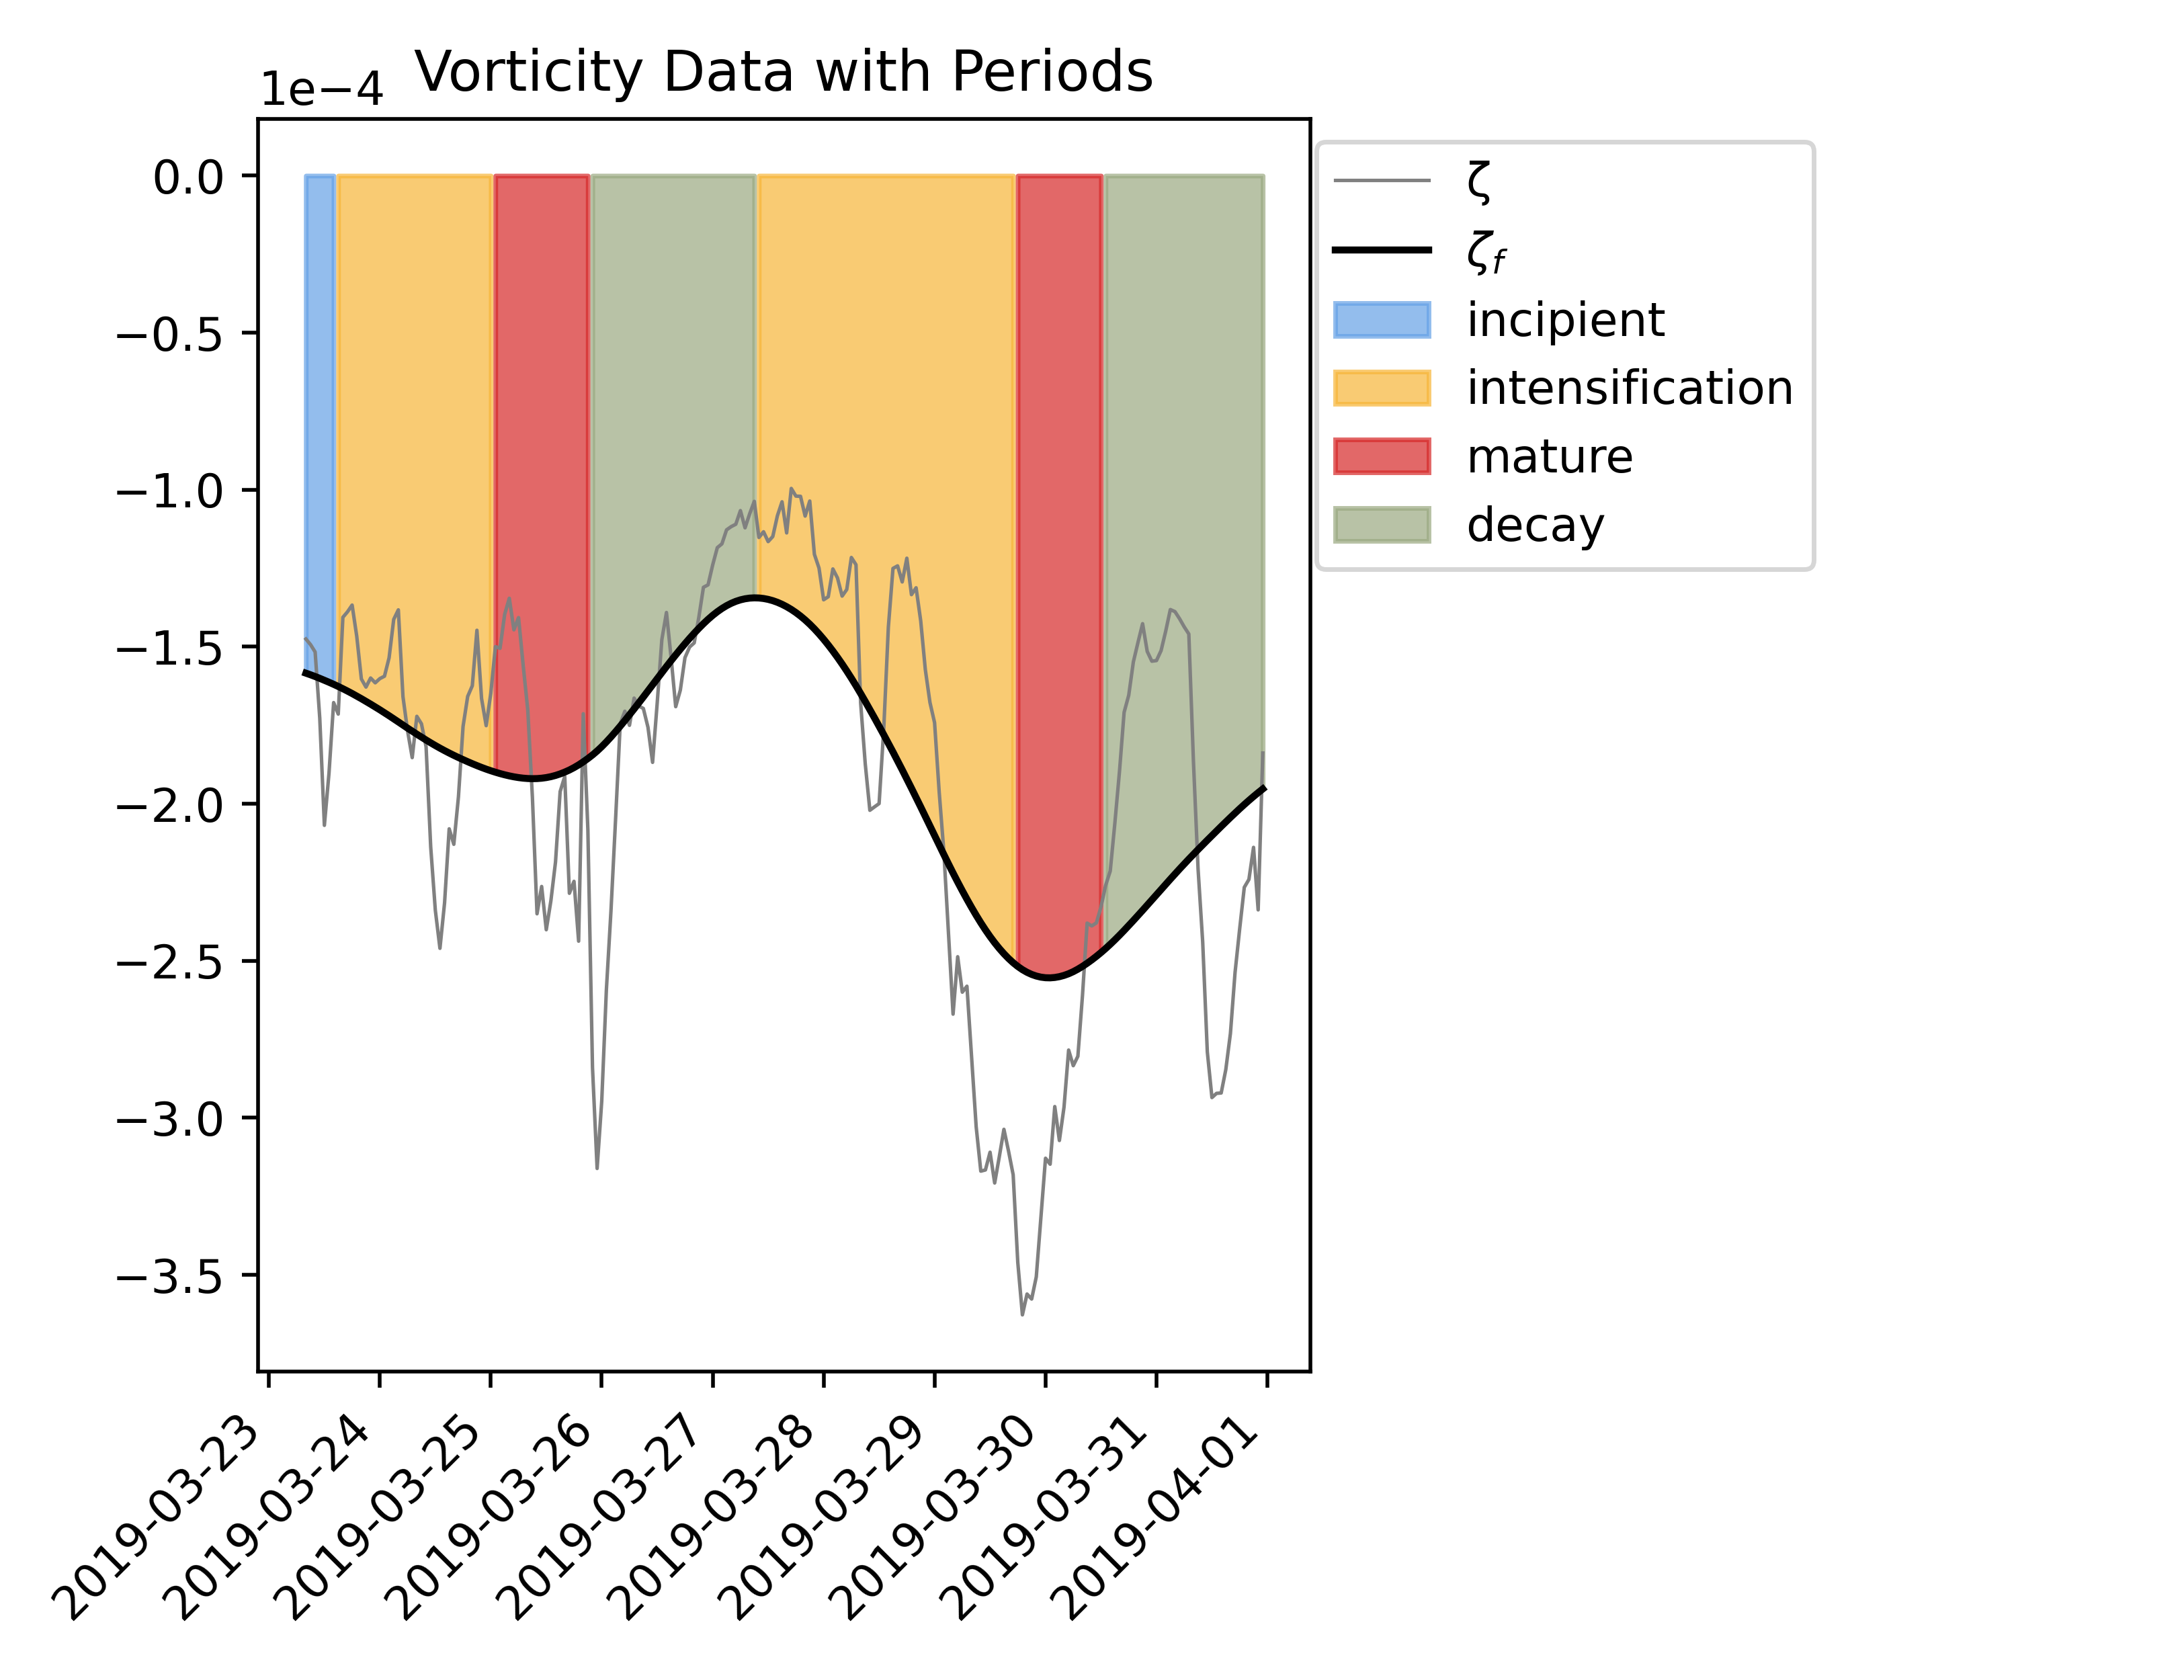 Vorticity Data with Periods
1e−4
0.0
−0.5
−1.0
−1.5
−2.0
−2.5
−3.0
−3.5
2019-03-23
2019-03-24
2019-03-25
2019-03-26
2019-03-27
2019-03-28
2019-03-29
2019-03-30
2019-03-31
2019-04-01
ζ
ζf
incipient
intensification
mature
decay